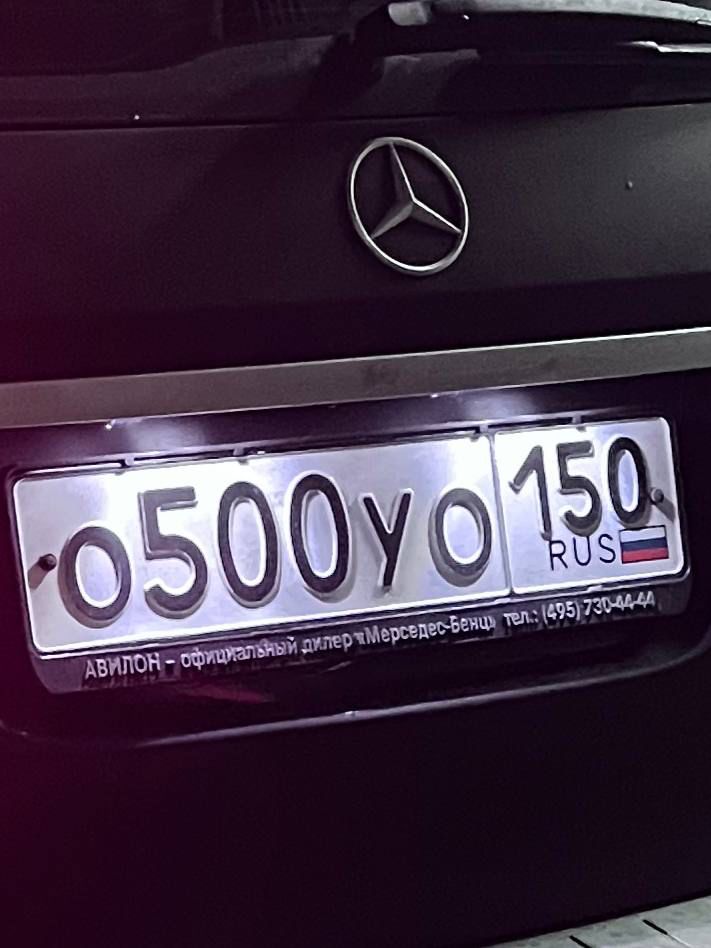 О500УО 150
RUS
АВИЛОН – официальный дилер «Мерседес-Бенц» тел.: (495) 730-44-44